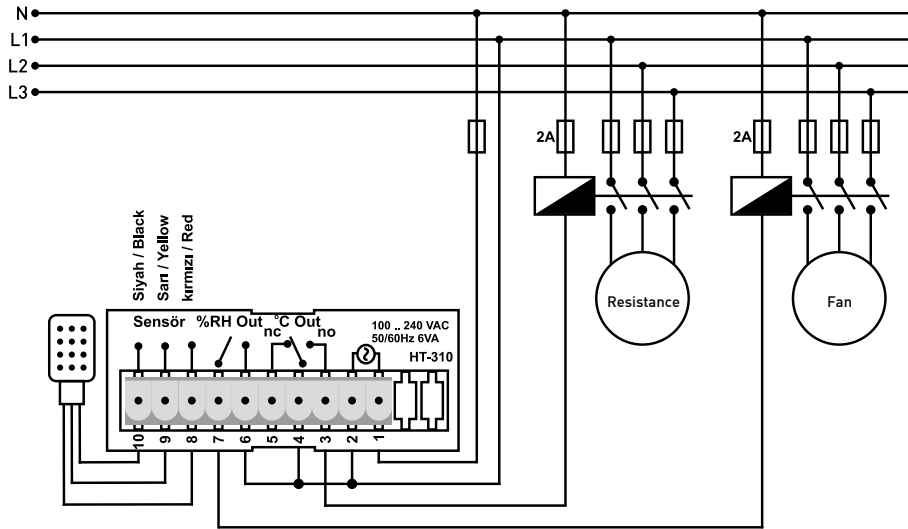 N
L1
L2
L3
2A
2A
Siyah / Black
Sarı / Yellow
kırmızı / Red
Resistance
Fan
Sensör %RH Out °C Out
nc no
100 .. 240 VAC
50/60Hz 6VA
HT-310
10 9 8 7 6 5 4 3 2 1